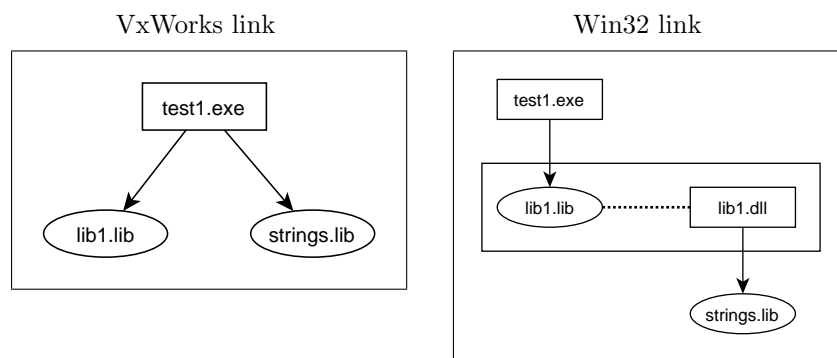 VxWorks link
test1.exe
lib1.lib
strings.lib
Win32 link
test1.exe
lib1.lib
lib1.dll
strings.lib